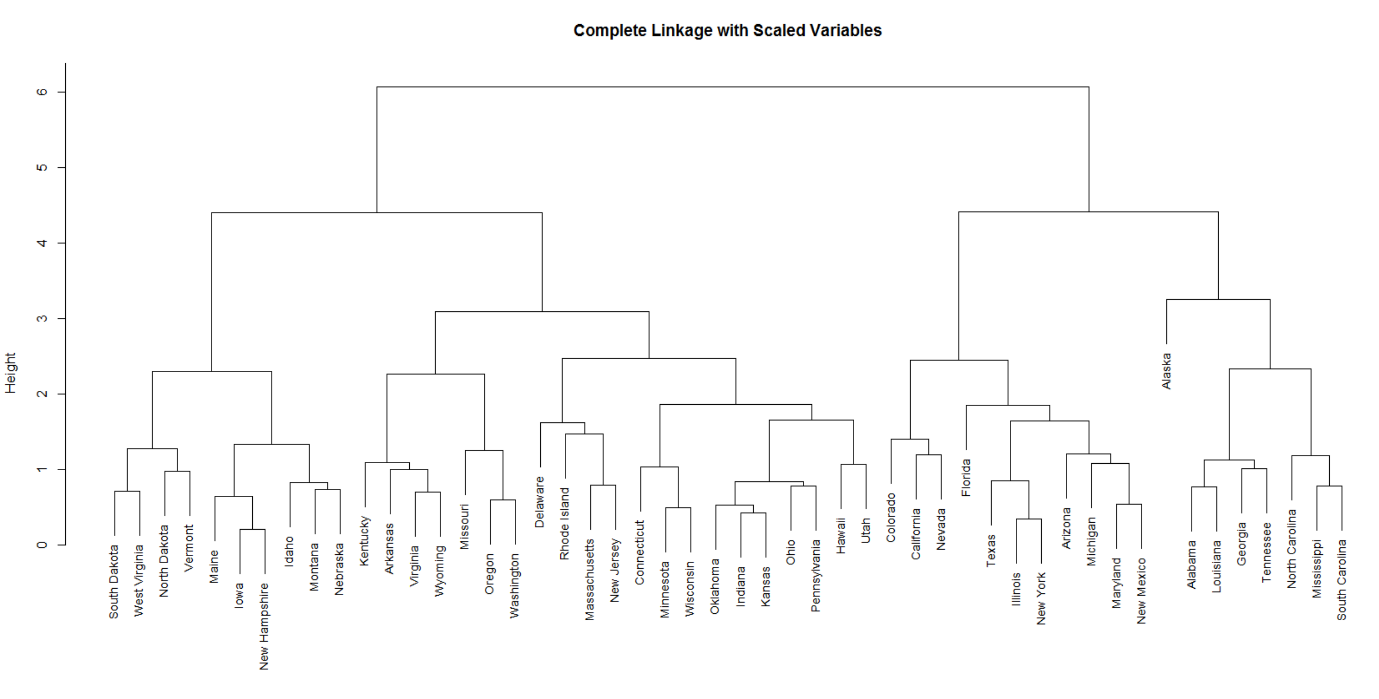 Complete Linkage with Scaled Variables
Height
6
5
4
3
2
1
0
South Dakota
West Virginia
North Dakota
Vermont
Maine
Iowa
New Hampshire
Idaho
Montana
Nebraska
Kentucky
Arkansas
Virginia
Wyoming
Missouri
Oregon
Washington
Delaware
Rhode Island
Massachusetts
New Jersey
Connecticut
Minnesota
Wisconsin
Oklahoma
Indiana
Kansas
Ohio
Pennsylvania
Hawaii
Utah
Colorado
California
Nevada
Florida
Texas
Illinois
New York
Arizona
Michigan
Maryland
New Mexico
Alaska
Alabama
Louisiana
Georgia
Tennessee
North Carolina
Mississippi
South Carolina